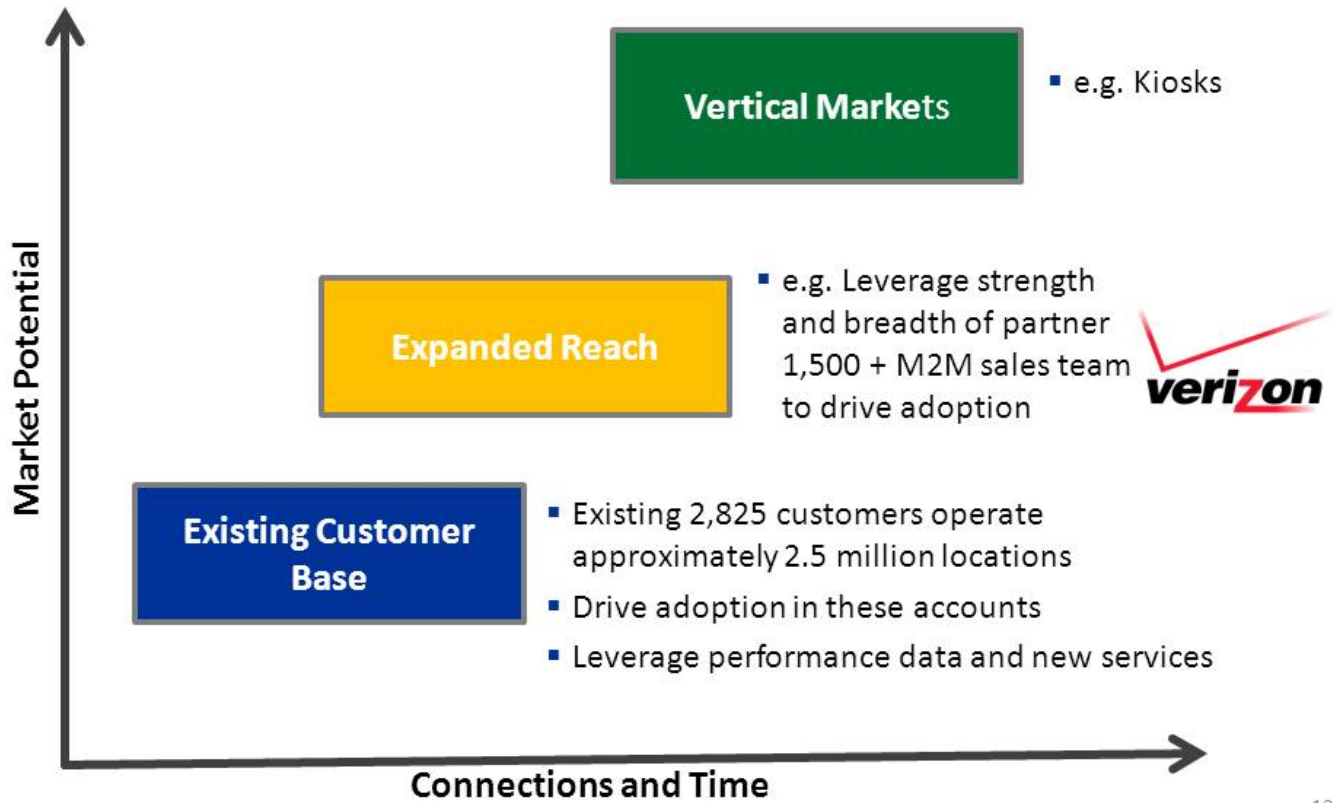 Vertical Markets
▪ e.g. Kiosks
Market Potential
Expanded Reach
▪ e.g. Leverage strength
and breadth of partner
1,500 + M2M sales team
to drive adoption
verizon
Existing Customer
Base
▪ Existing 2,825 customers operate
approximately 2.5 million locations
▪ Drive adoption in these accounts
▪ Leverage performance data and new services
Connections and Time